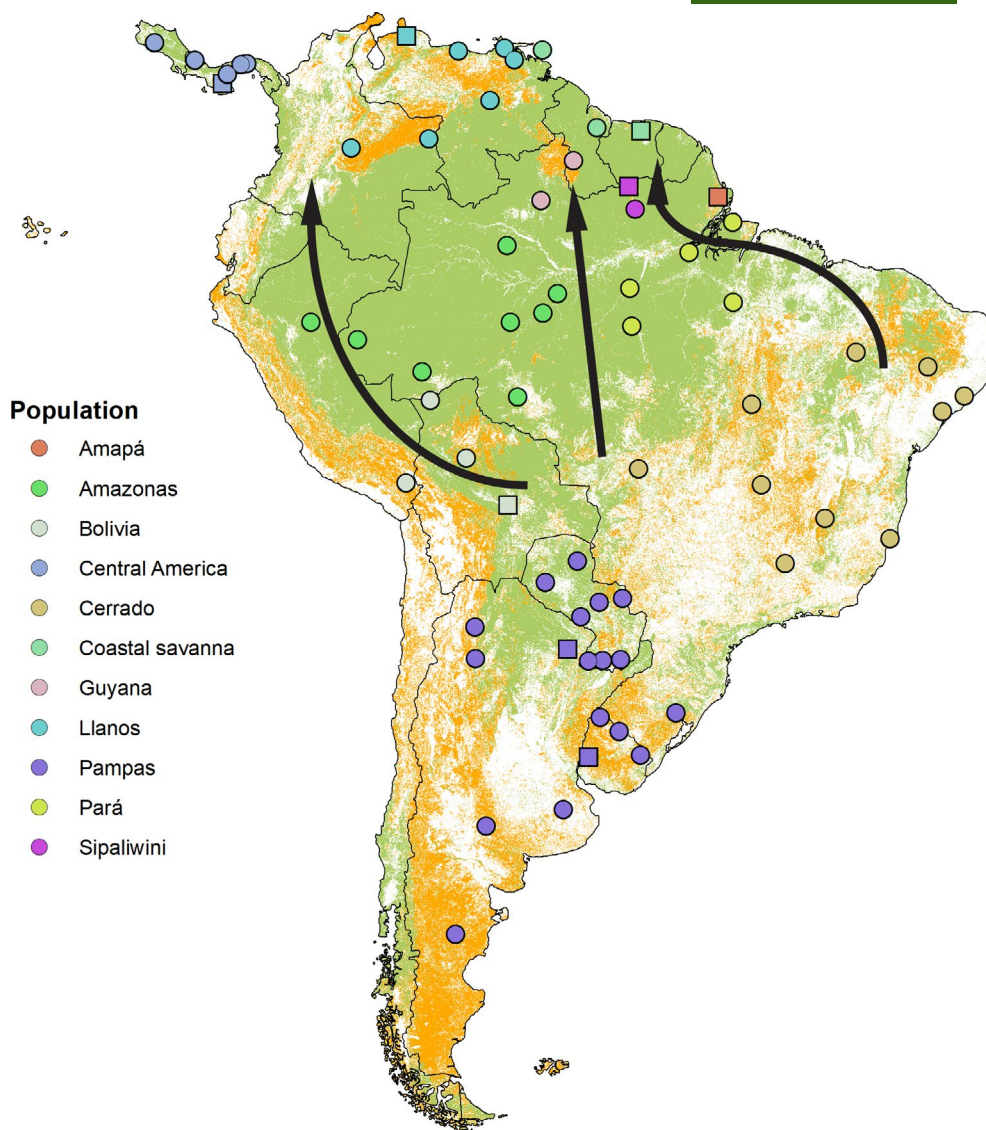 Population
Amapá
Amazonas
Bolivia
Central America
Cerrado
Coastal savanna
Guyana
Llanos
Pampas
Pará
Sipaliwini